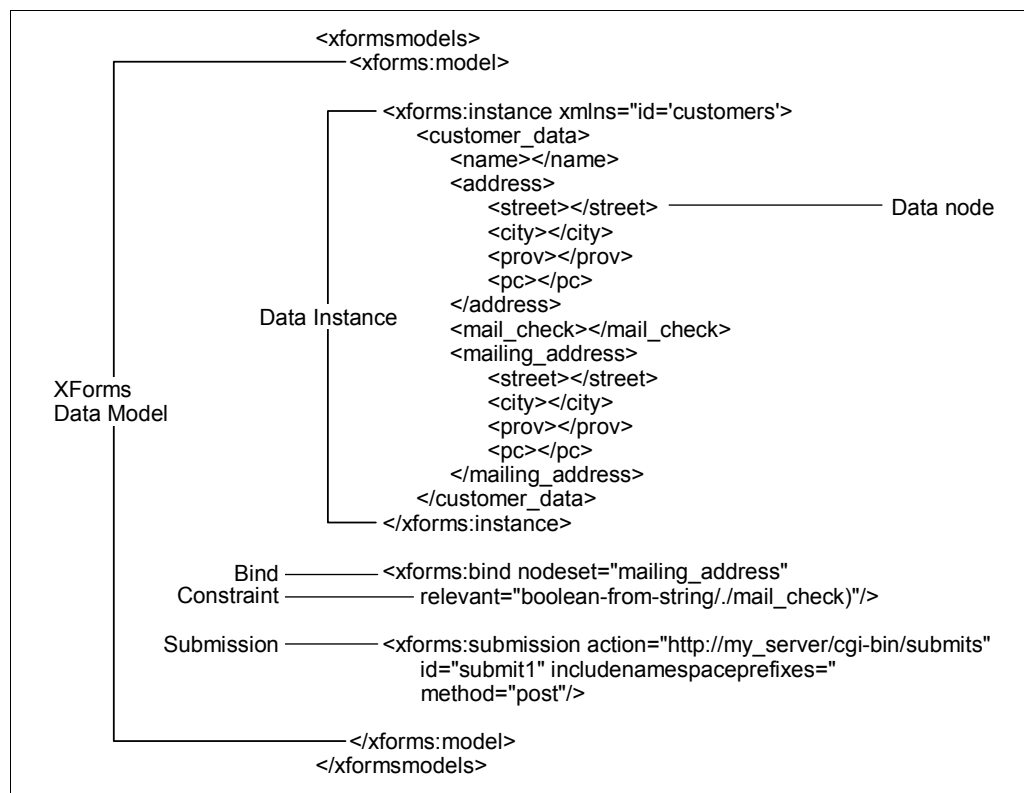 <xformsmodels>
<xforms:model>
<xforms:instance xmlns="id='customers'>
<customer_data>
<name></name>
<address>
<street></street>
Data node
<city></city>
<prov></prov>
<pc></pc>
</address>
Data Instance
<mail_check></mail_check>
<mailing_address>
<street></street>
XForms
Data Model
<city></city>
<prov></prov>
<pc></pc>
</mailing_address>
</customer_data>
</xforms:instance>
Bind
<xforms:bind nodeset="mailing_address"
Constraint
relevant="boolean-from-string/./mail_check)"/>
Submission
<xforms:submission action="http://my_server/cgi-bin/submits"
id="submit1" includenamespaceprefixes="
method="post"/>
</xforms:model>
</xformsmodels>